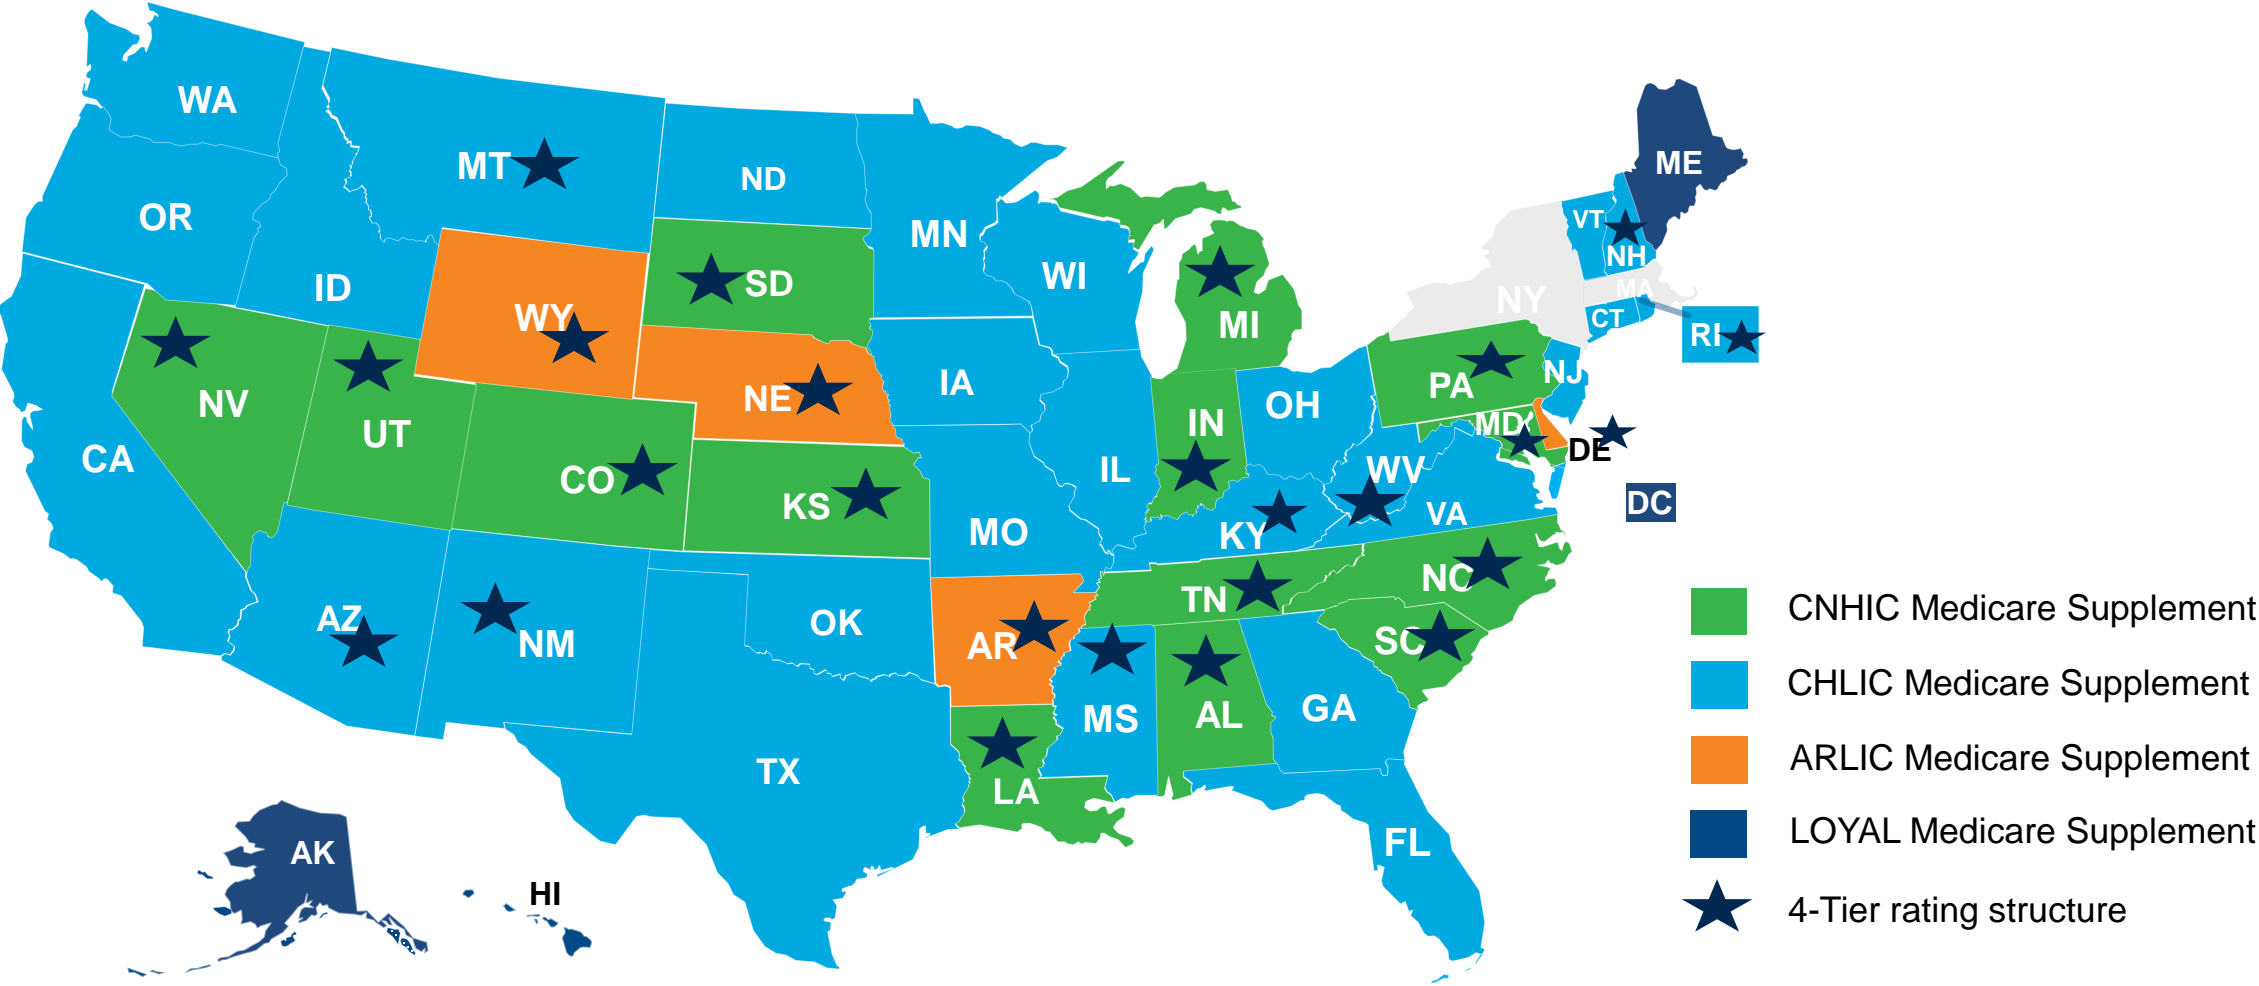 WA
ME
MT
ND
VT
OR
MN
NH
WI
ID
SD
MA
NY
WY
CT
MI
RI
NJ
IA
PA
NE
NV
OH
IN
MD
UT
DE
CA
IL
WV
CO
DC
KS
VA
MO
KY
NC
TN
CNHIC Medicare Supplement
AZ
OK
SC
NM
AR
CHLIC Medicare Supplement
GA
AL
MS
ARLIC Medicare Supplement
TX
LA
LOYAL Medicare Supplement
FL
AK
HI
4-Tier rating structure